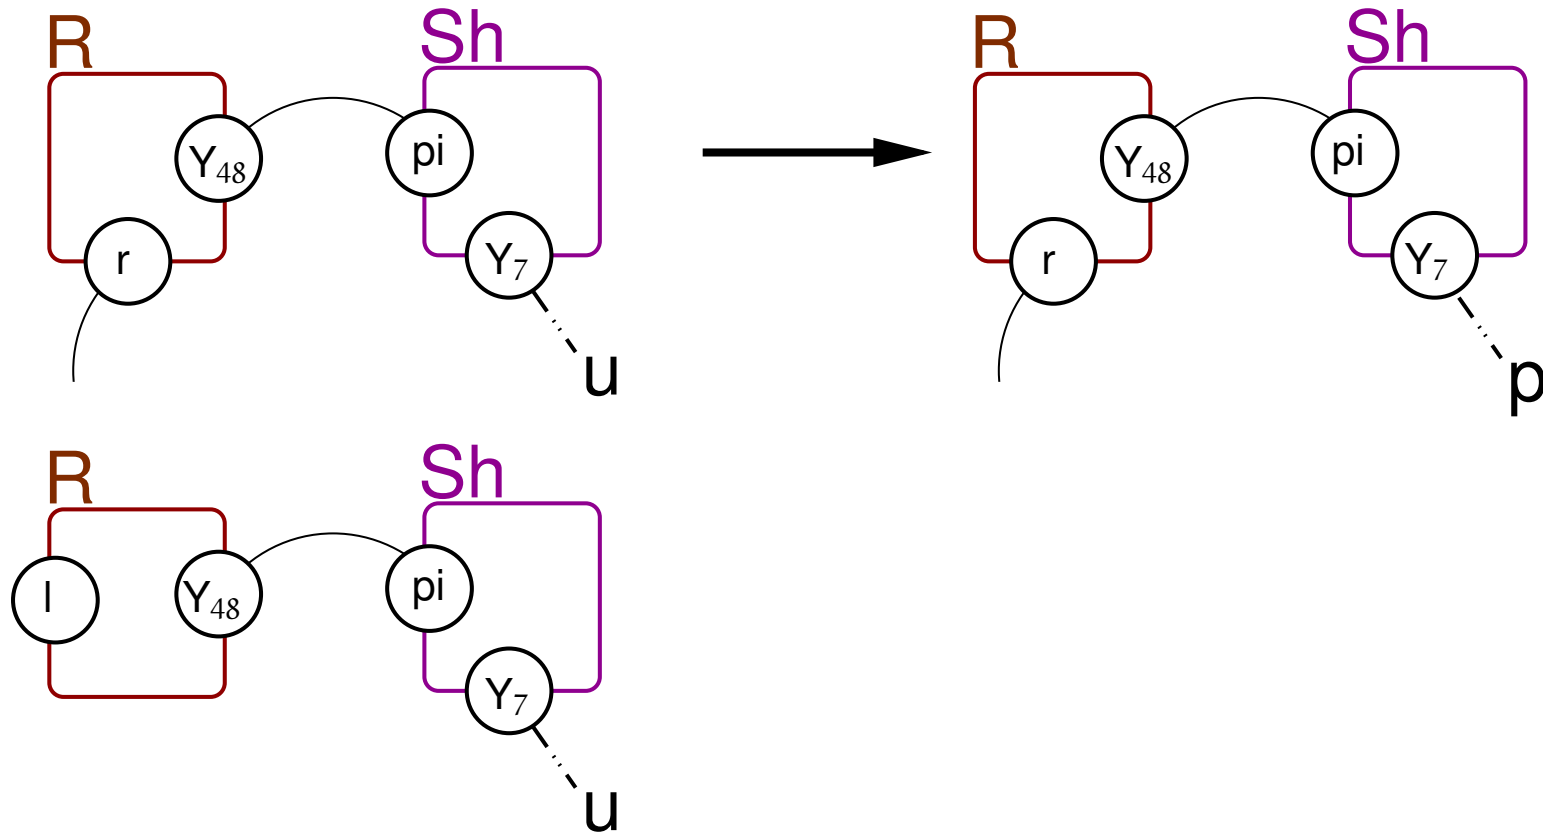 R Sh R Sh
Y48 pi Y48 pi
r Y7 r Y7
u p
R Sh
l Y48 pi
Y7
u